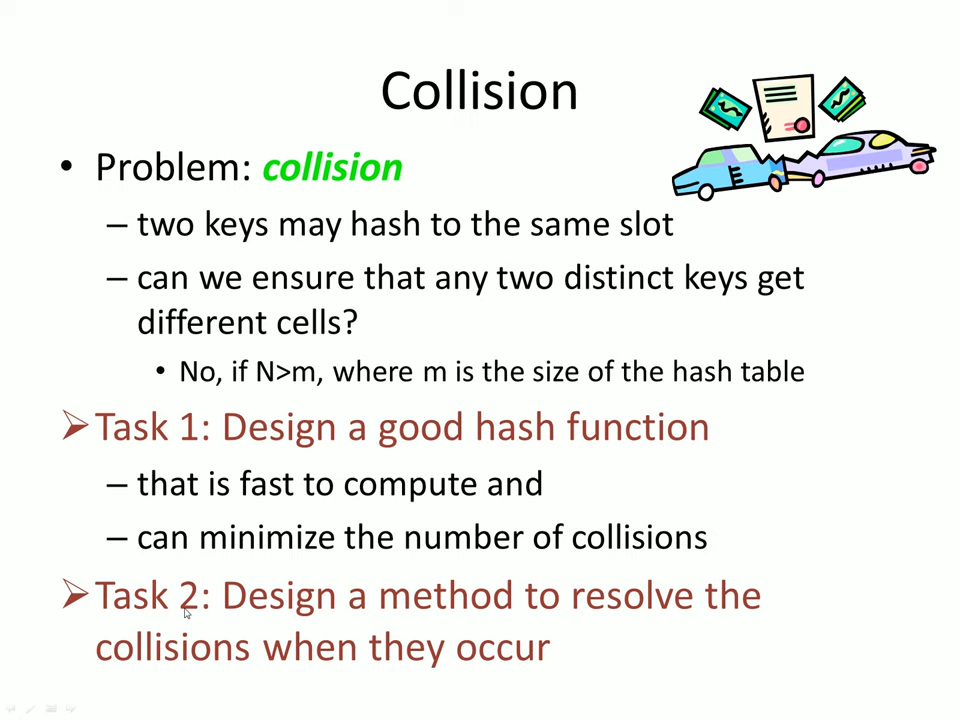 Collision
• Problem: collision
– two keys may hash to the same slot
– can we ensure that any two distinct keys get
different cells?
• No, if N>m, where m is the size of the hash table
➢ Task 1: Design a good hash function
– that is fast to compute and
– can minimize the number of collisions
➢ Task 2: Design a method to resolve the
collisions when they occur